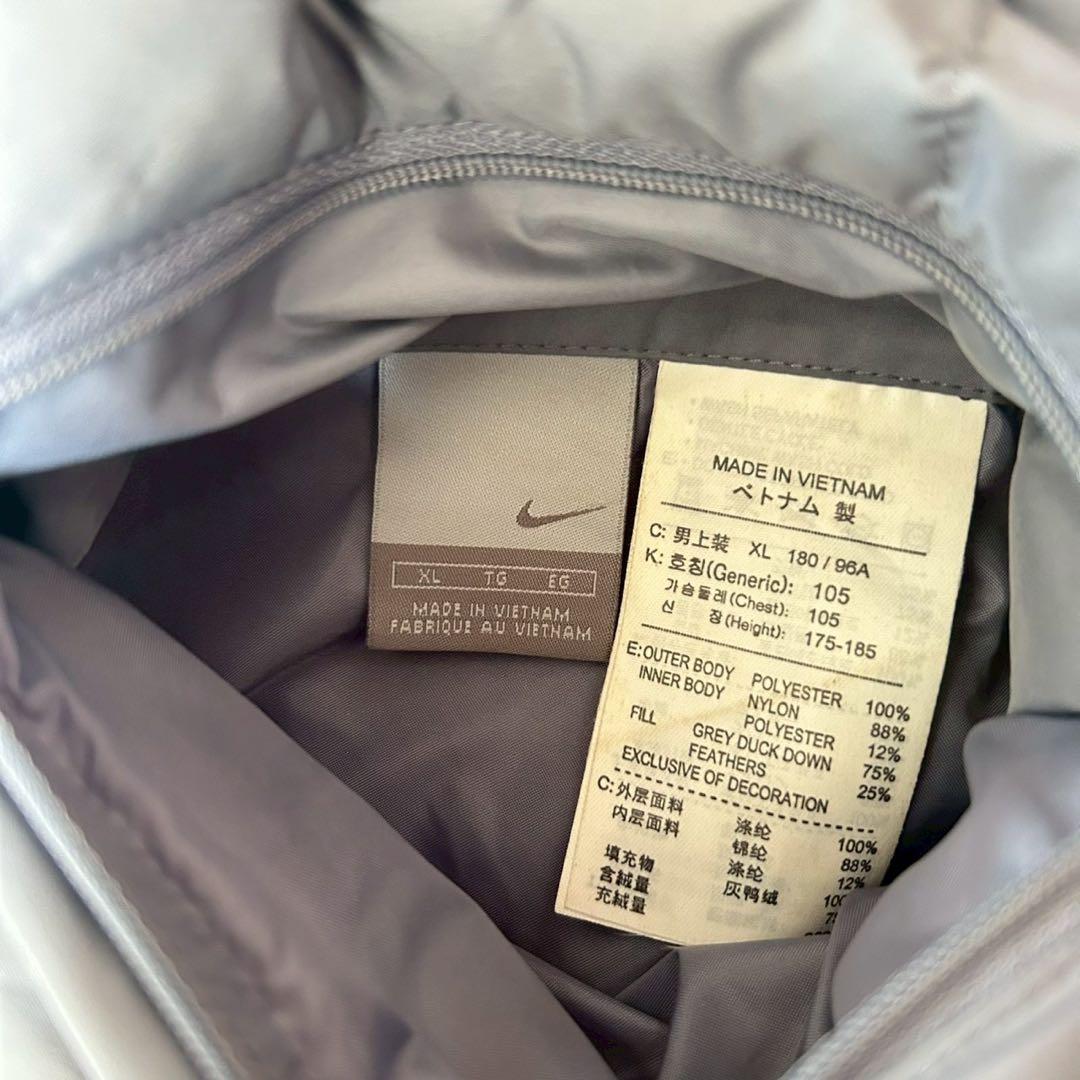 XL TG EG
MADE IN VIETNAM
FABRIQUE AU VIETNAM
MADE IN VIETNAM
ベトナム 製
C: 男上装 XL 180 / 96A
K: 호칭(Generic): 105
가슴둘레(Chest): 105
신 장(Height): 175-185
E: OUTER BODY POLYESTER 100%
INNER BODY NYLON 88%
POLYESTER 12%
FILL GREY DUCK DOWN 75%
FEATHERS 25%
EXCLUSIVE OF DECORATION
C: 外层面料 涤纶 100%
内层面料 锦纶 88%
涤纶 12%
填充物 灰鸭绒
含絨量
充絨量